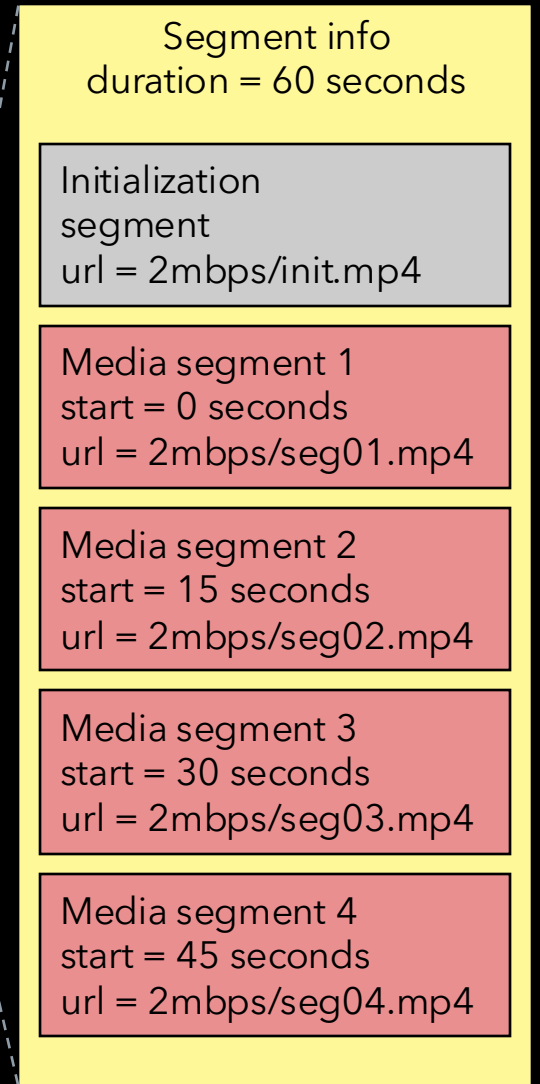 Segment info
duration = 60 seconds
Initialization
segment
url = 2mbps/init.mp4
Media segment 1
start = 0 seconds
url = 2mbps/seg01.mp4
Media segment 2
start = 15 seconds
url = 2mbps/seg02.mp4
Media segment 3
start = 30 seconds
url = 2mbps/seg03.mp4
Media segment 4
start = 45 seconds
url = 2mbps/seg04.mp4